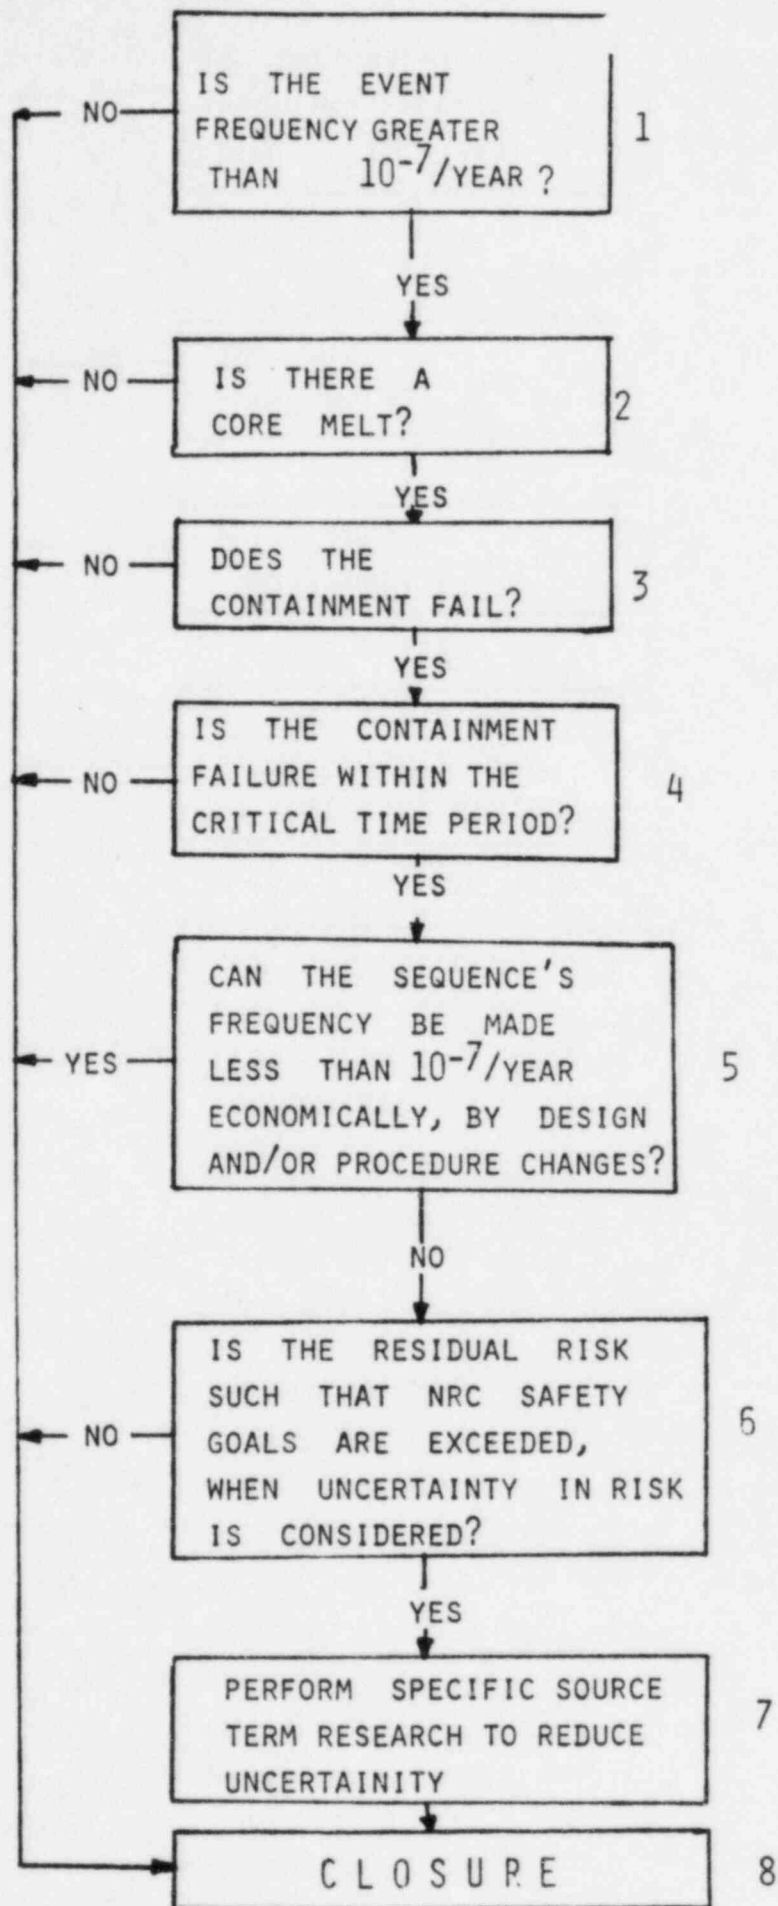 IS THE EVENT
NO
FREQUENCY GREATER
1
THAN 10⁻⁷/YEAR ?
YES
IS THERE A
NO
2
CORE MELT?
YES
DOES THE
NO
3
CONTAINMENT FAIL?
YES
IS THE CONTAINMENT
NO
FAILURE WITHIN THE
4
CRITICAL TIME PERIOD?
YES
CAN THE SEQUENCE'S
FREQUENCY BE MADE
YES
LESS THAN 10⁻⁷/YEAR
5
ECONOMICALLY, BY DESIGN
AND/OR PROCEDURE CHANGES?
NO
IS THE RESIDUAL RISK
SUCH THAT NRC SAFETY
6
NO
GOALS ARE EXCEEDED,
WHEN UNCERTAINTY IN RISK
IS CONSIDERED?
YES
PERFORM SPECIFIC SOURCE
7
TERM RESEARCH TO REDUCE
UNCERTAINITY
CLOSURE
8